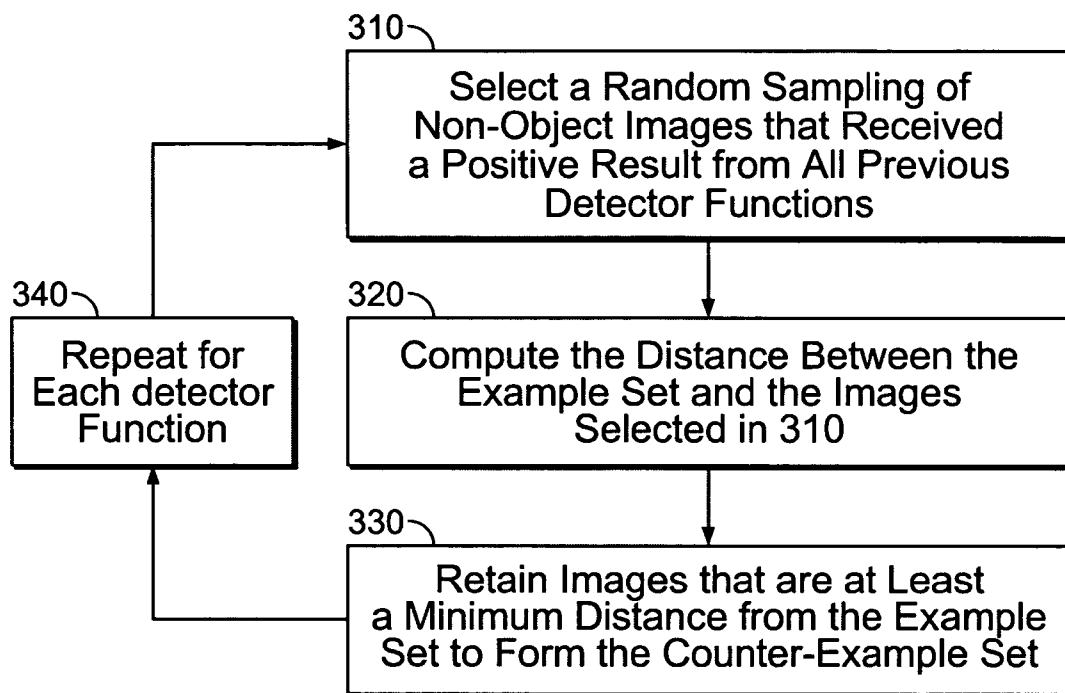 310
Select a Random Sampling of
Non-Object Images that Received
a Positive Result from All Previous
Detector Functions
340
Repeat for
Each detector
Function
320
Compute the Distance Between the
Example Set and the Images
Selected in 310
330
Retain Images that are at Least
a Minimum Distance from the Example
Set to Form the Counter-Example Set